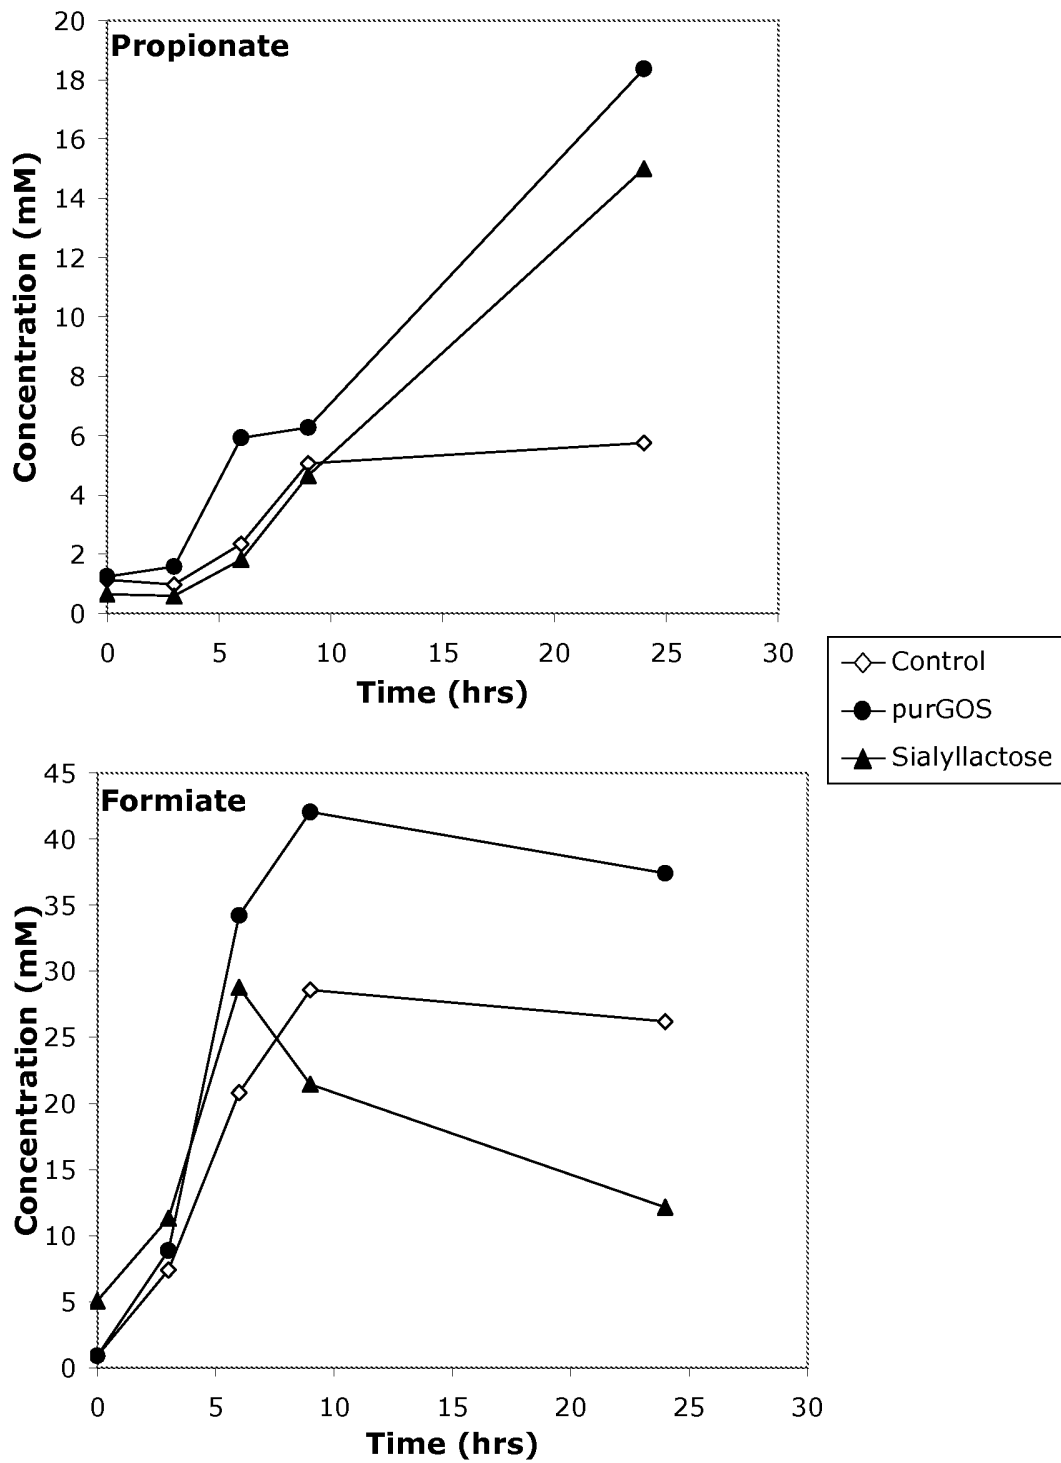 Propionate
Concentration (mM)
20
18
16
14
12
10
8
6
4
2
0
0 5 10 15 20 25 30
Time (hrs)
Control
purGOS
Sialyllactose
Formiate
Concentration (mM)
45
40
35
30
25
20
15
10
5
0
0 5 10 15 20 25 30
Time (hrs)